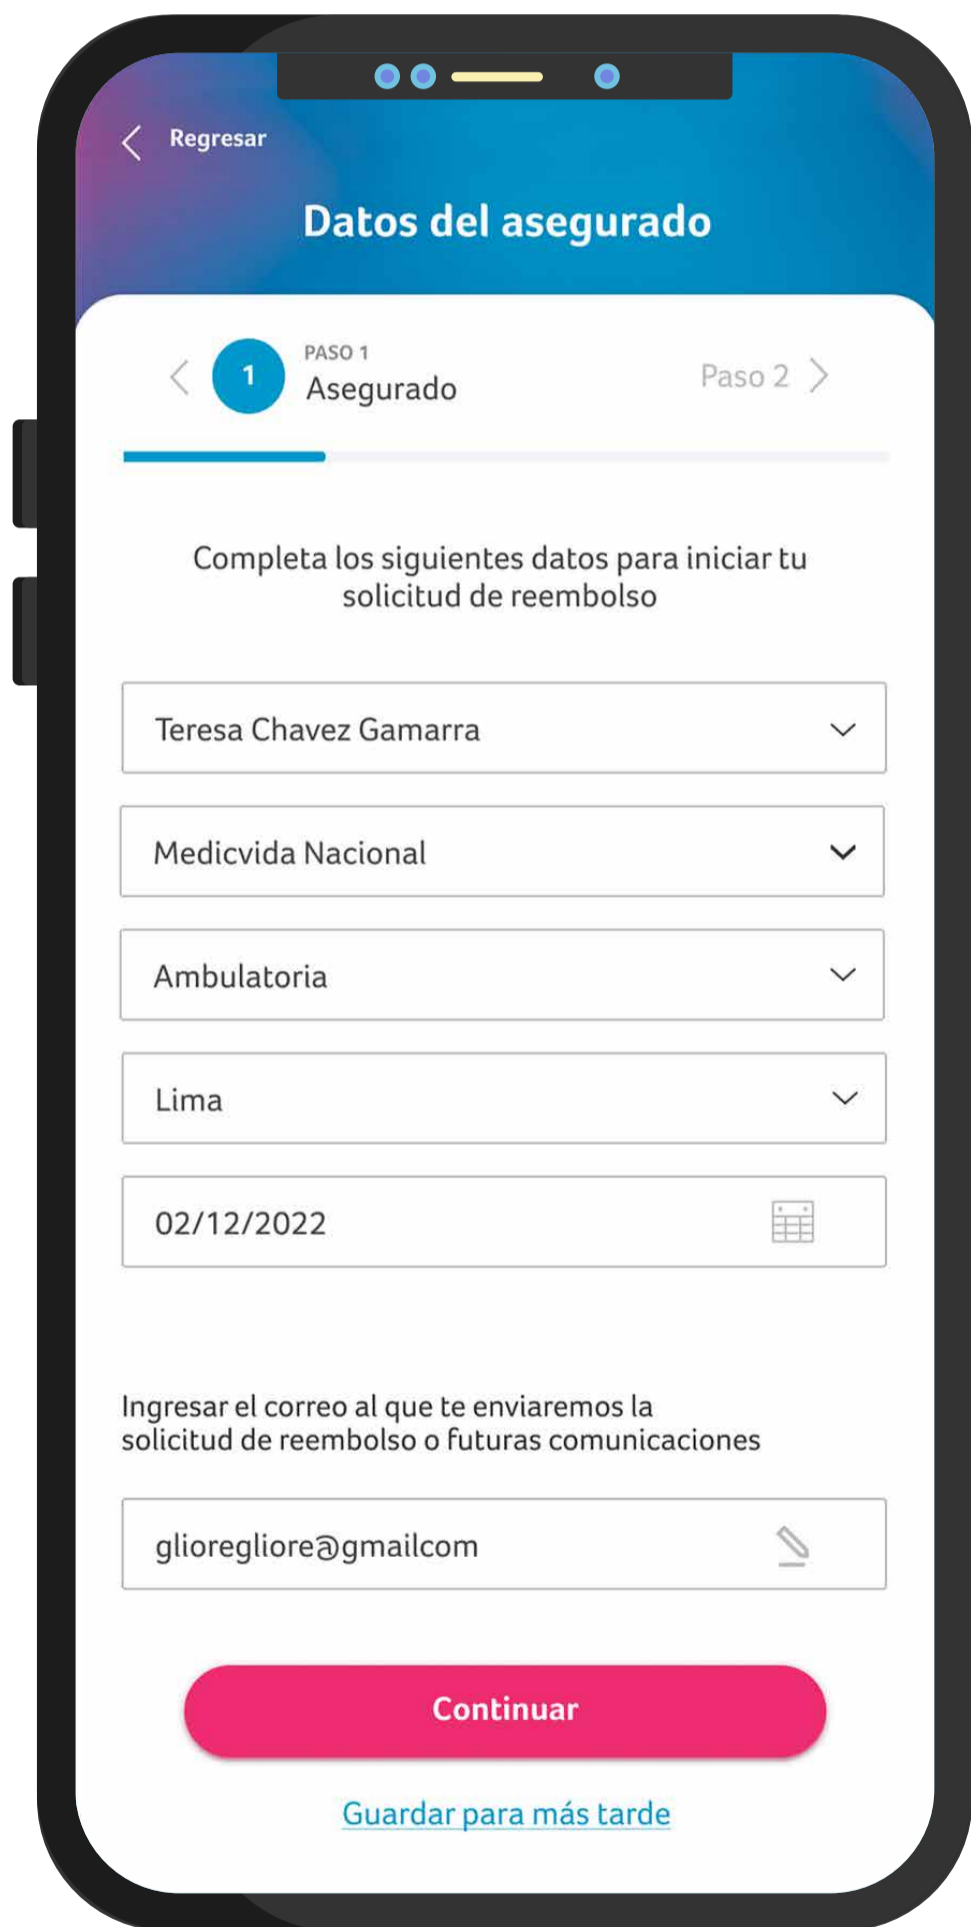 Regresar
Datos del asegurado
1
PASO 1
Asegurado
Paso 2
Completa los siguientes datos para iniciar tu
solicitud de reembolso
Teresa Chavez Gamarra
Medicvida Nacional
Ambulatoria
Lima
02/12/2022
Ingresar el correo al que te enviaremos la
solicitud de reembolso o futuras comunicaciones
glioregliore@gmailcom
Continuar
Guardar para más tarde